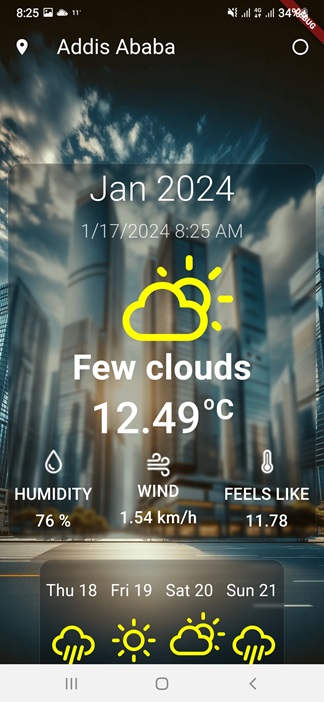 8:25 11° 4G 34%
DEBUG
Addis Ababa
Jan 2024
1/17/2024 8:25 AM
Few clouds
12.49°C
HUMIDITY WIND FEELS LIKE
76 % 1.54 km/h 11.78
Thu 18 Fri 19 Sat 20 Sun 21